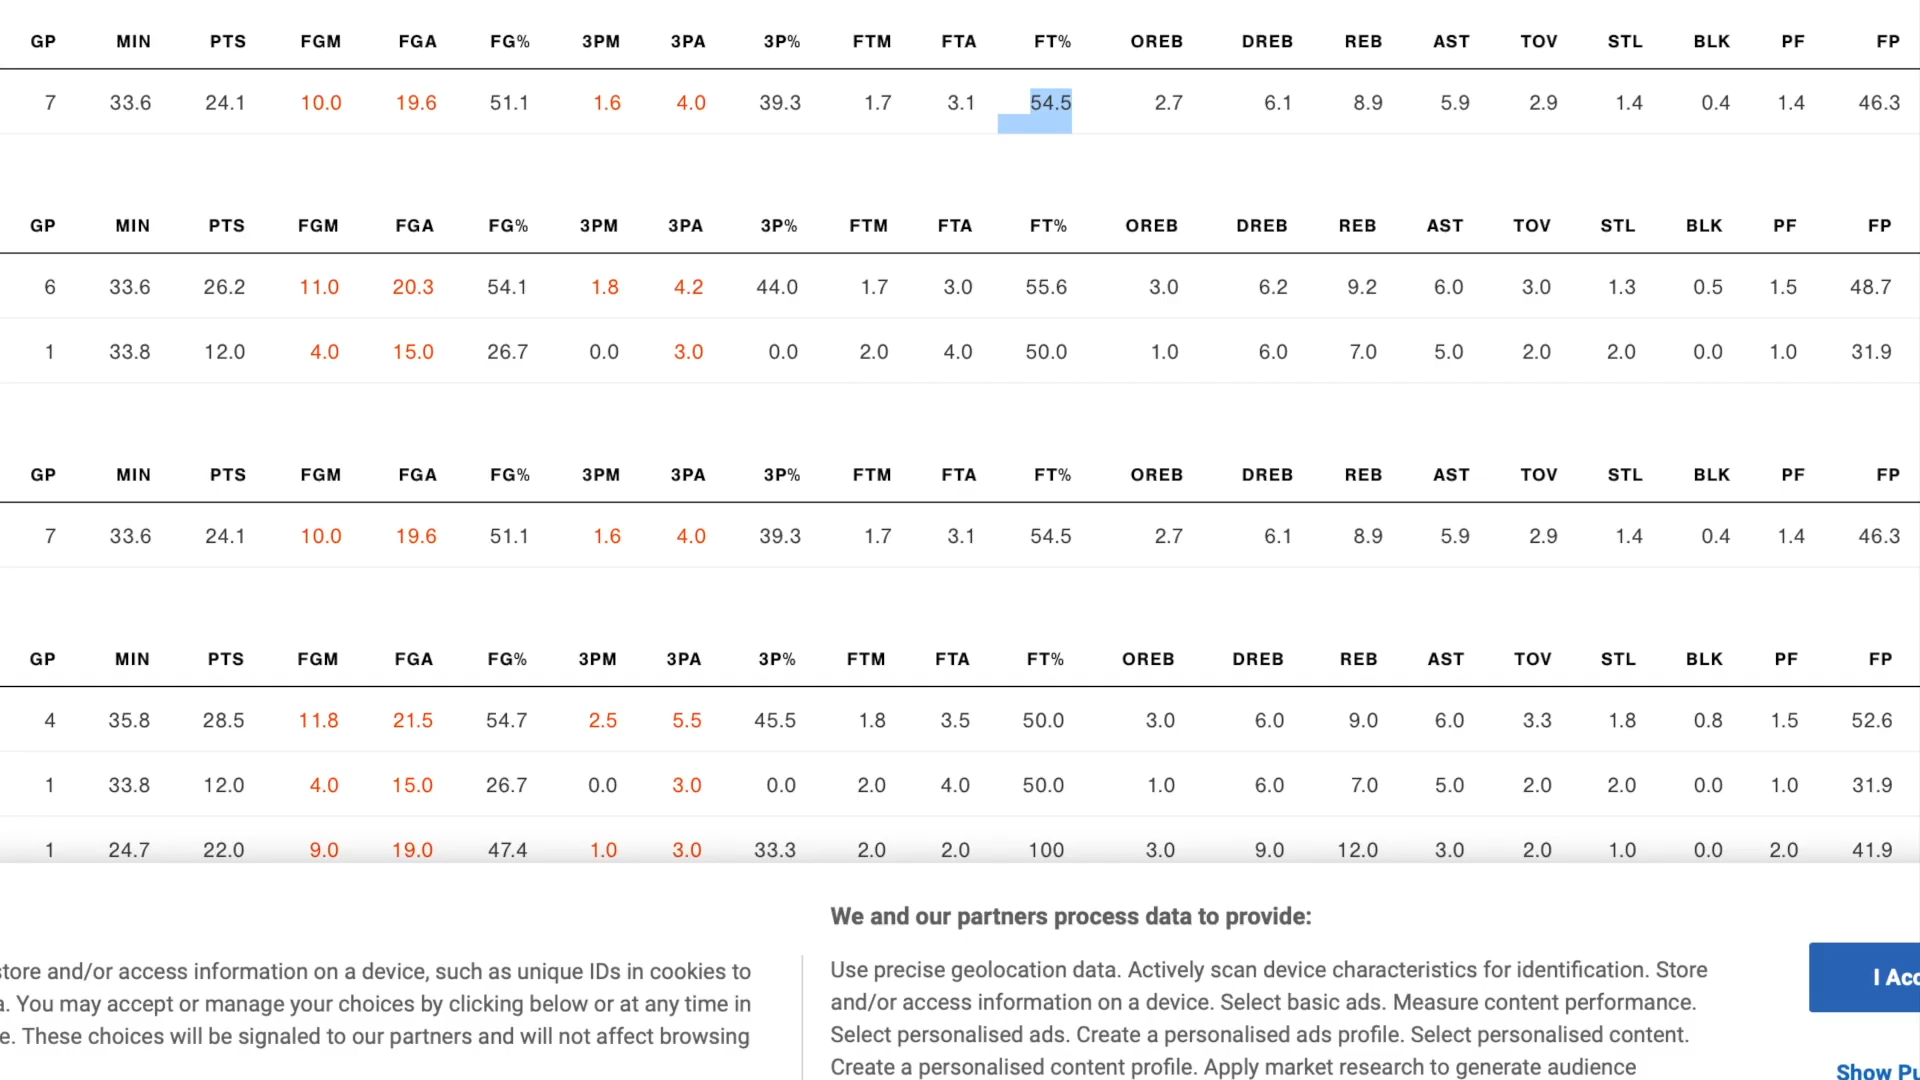 GP MIN PTS FGM FGA FG% 3PM 3PA 3P% FTM FTA FT% OREB DREB REB AST TOV STL BLK PF FP
7 33.6 24.1 10.0 19.6 51.1 1.6 4.0 39.3 1.7 3.1 54.5 2.7 6.1 8.9 5.9 2.9 1.4 0.4 1.4 46.3
GP MIN PTS FGM FGA FG% 3PM 3PA 3P% FTM FTA FT% OREB DREB REB AST TOV STL BLK PF FP
6 33.6 26.2 11.0 20.3 54.1 1.8 4.2 44.0 1.7 3.0 55.6 3.0 6.2 9.2 6.0 3.0 1.3 0.5 1.5 48.7
1 33.8 12.0 4.0 15.0 26.7 0.0 3.0 0.0 2.0 4.0 50.0 1.0 6.0 7.0 5.0 2.0 2.0 0.0 1.0 31.9
GP MIN PTS FGM FGA FG% 3PM 3PA 3P% FTM FTA FT% OREB DREB REB AST TOV STL BLK PF FP
7 33.6 24.1 10.0 19.6 51.1 1.6 4.0 39.3 1.7 3.1 54.5 2.7 6.1 8.9 5.9 2.9 1.4 0.4 1.4 46.3
GP MIN PTS FGM FGA FG% 3PM 3PA 3P% FTM FTA FT% OREB DREB REB AST TOV STL BLK PF FP
4 35.8 28.5 11.8 21.5 54.7 2.5 5.5 45.5 1.8 3.5 50.0 3.0 6.0 9.0 6.0 3.3 1.8 0.8 1.5 52.6
1 33.8 12.0 4.0 15.0 26.7 0.0 3.0 0.0 2.0 4.0 50.0 1.0 6.0 7.0 5.0 2.0 2.0 0.0 1.0 31.9
1 24.7 22.0 9.0 19.0 47.4 1.0 3.0 33.3 2.0 2.0 100 3.0 9.0 12.0 3.0 2.0 1.0 0.0 2.0 41.9
tore and/or access information on a device, such as unique IDs in cookies to
a. You may accept or manage your choices by clicking below or at any time in
e. These choices will be signaled to our partners and will not affect browsing
We and our partners process data to provide:
Use precise geolocation data. Actively scan device characteristics for identification. Store
and/or access information on a device. Select basic ads. Measure content performance.
Select personalised ads. Create a personalised ads profile. Select personalised content.
Create a personalised content profile. Apply market research to generate audience
I Acc
Show Pu